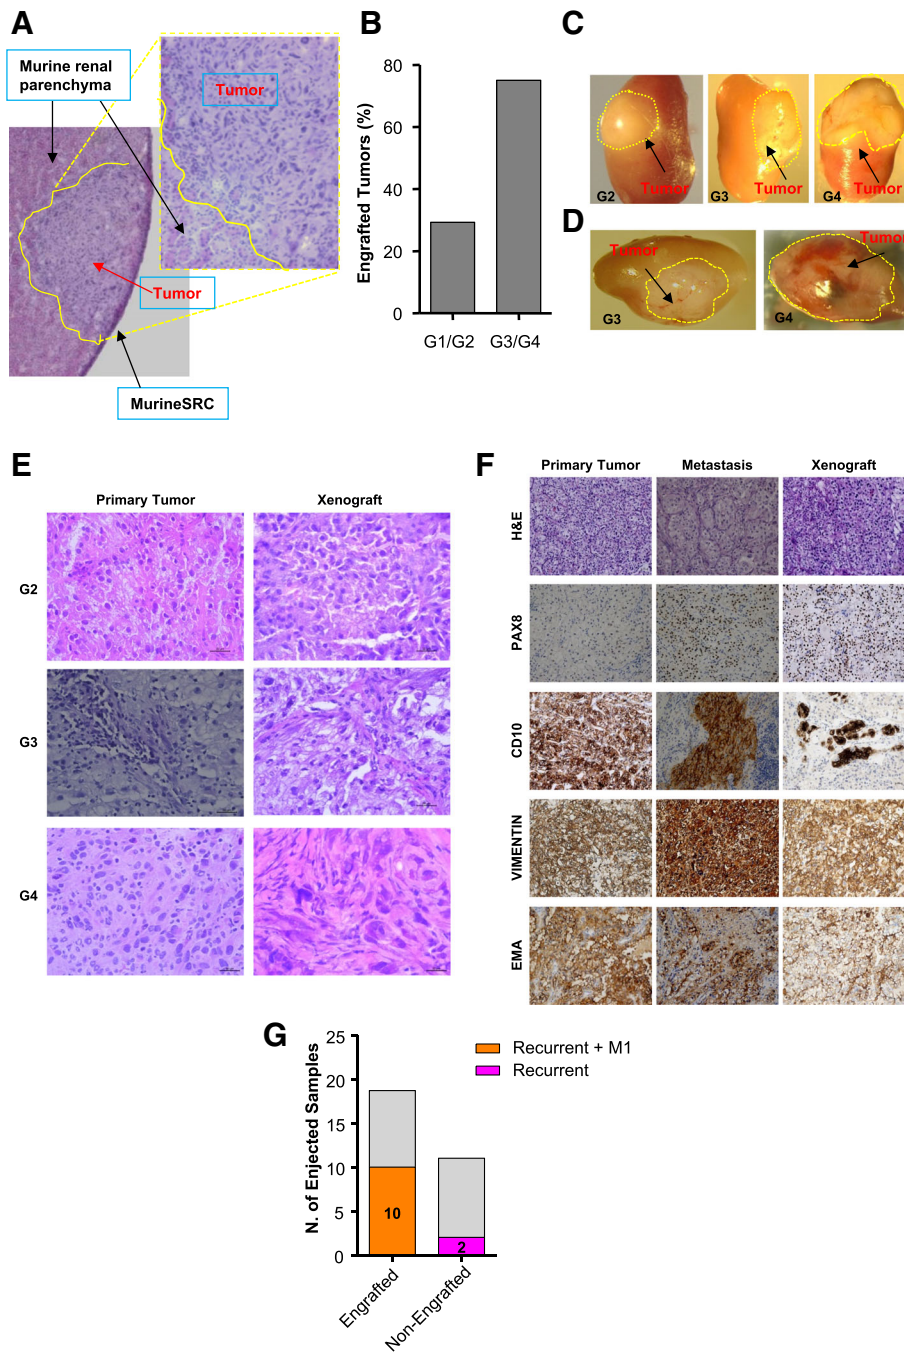 A
Murine renal
parenchyma
Tumor
Tumor
MurineSRC
B
Engrafted Tumors (%)
80
60
40
20
0
G1/G2
G3/G4
C
G2
Tumor
G3
Tumor
G4
Tumor
D
Tumor
G3
Tumor
G4
E
Primary Tumor
Xenograft
G2
G3
G4
F
Primary Tumor
Metastasis
Xenograft
H&E
PAX8
CD10
VIMENTIN
EMA
G
N. of Enjected Samples
25
20
15
10
5
0
10
2
Engrafted
Non-Engrafted
Recurrent + M1
Recurrent